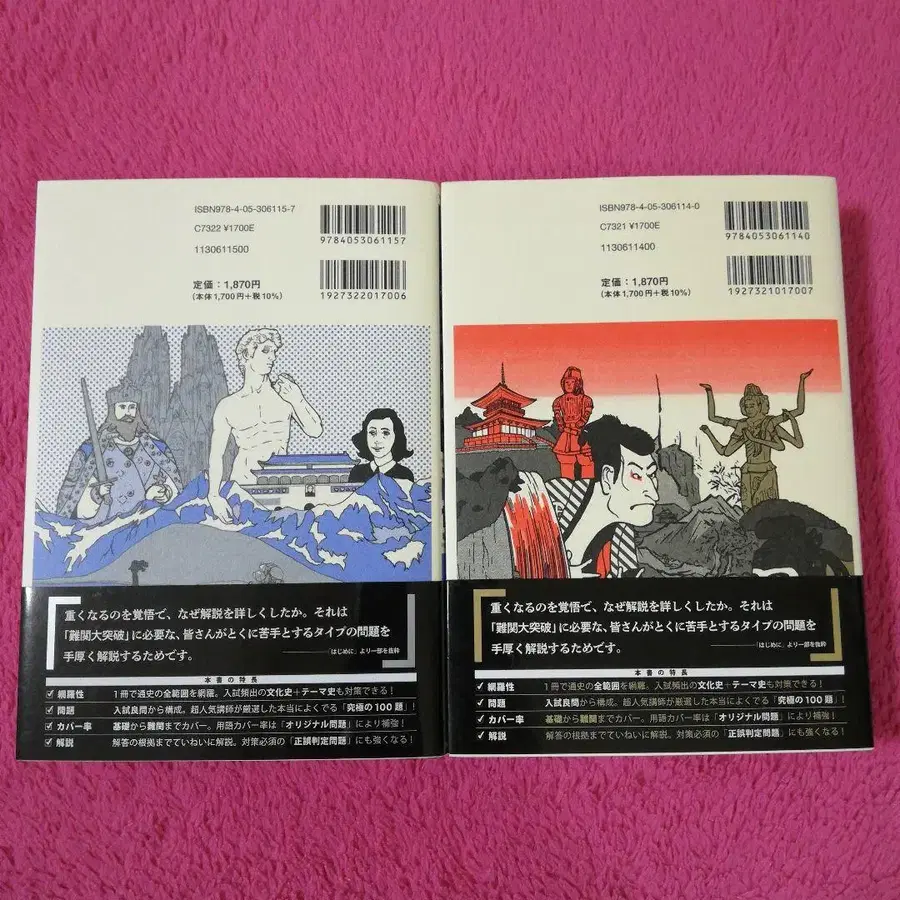 ISBN978-4-05-306115-7
C7322 ¥1700E
1130611500
9784053061157
定価：1,870円
（本体1,700円＋税10%）
1927322017006
重くなるのを覚悟で、なぜ解説を詳しくしたか。それは
「難関大突破」に必要な、皆さんがとくに苦手とするタイプの問題を
手厚く解説するためです。
「はじめに」より一部を抜粋
本書の特長
網羅性 1冊で通史の全範囲を網羅。入試頻出の文化史＋テーマ史も対策できる！
問題 入試良問から構成。超人気講師が厳選した本当によくでる「究極の100題」
カバー率 基礎から難関までカバー。用語カバー率は「オリジナル問題」により補強！
解説 解答の根拠までていねいに解説。対策必須の「正誤判定問題」にも強くなる！
ISBN978-4-05-306114-0
C7321 ¥1700E
1130611400
9784053061140
定価：1,870円
（本体1,700円＋税10%）
1927321017007
重くなるのを覚悟で、なぜ解説を詳しくしたか。それは
「難関大突破」に必要な、皆さんがとくに苦手とするタイプの問題を
手厚く解説するためです。
「はじめに」より一部を抜粋
本書の特長
網羅性 1冊で通史の全範囲を網羅。入試頻出の文化史＋テーマ史も対策できる！
問題 入試良問から構成。超人気講師が厳選した本当によくでる「究極の100題」
カバー率 基礎から難関までカバー。用語カバー率は「オリジナル問題」により補強！
解説 解答の根拠までていねいに解説。対策必須の「正誤判定問題」にも強くなる！